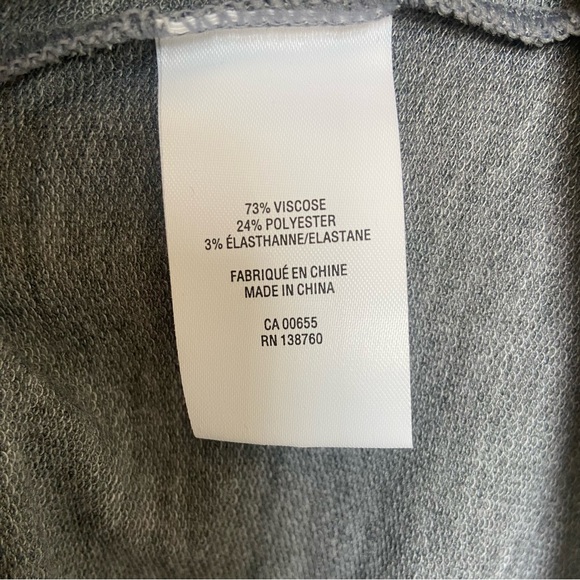 73% VISCOSE
24% POLYESTER
3% ÉLASTHANNE/ELASTANE
FABRIQUÉ EN CHINE
MADE IN CHINA
CA 00655
RN 138760